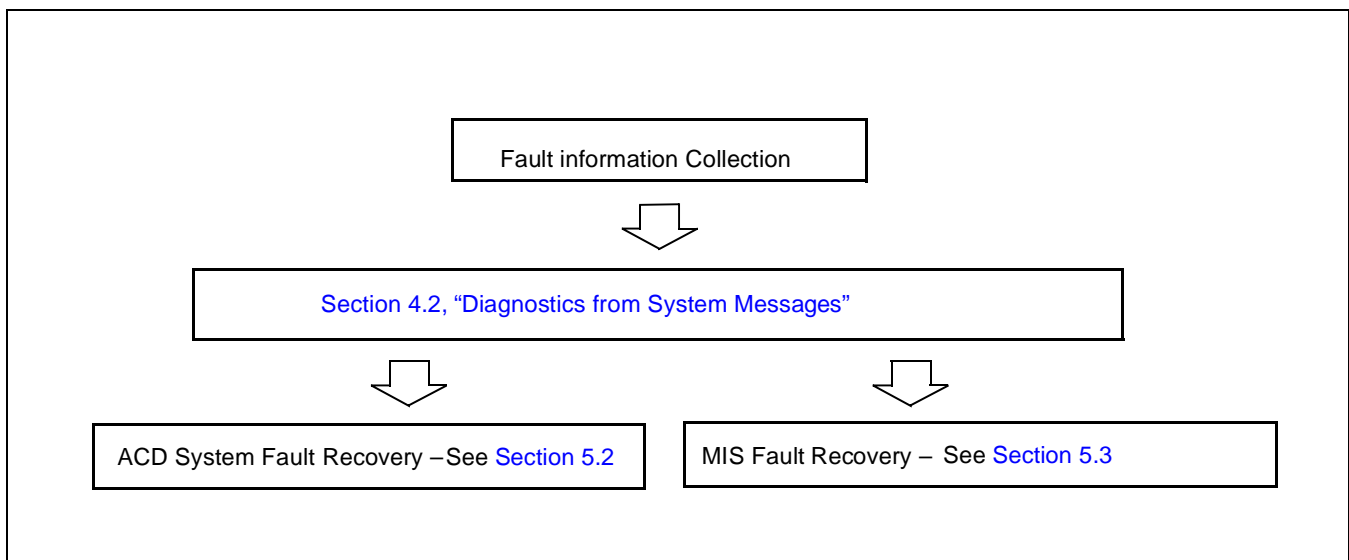 Fault information Collection
Section 4.2, “Diagnostics from System Messages”
ACD System Fault Recovery –See Section 5.2
MIS Fault Recovery – See Section 5.3